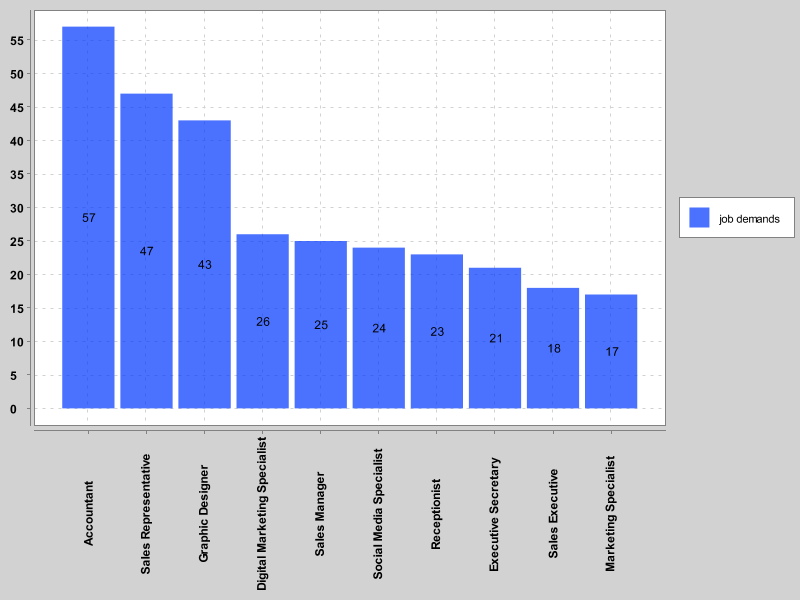 55
50
45
40
35
30
25
20
15
10
5
0
57
47
43
26
25
24
23
21
18
17
Accountant
Sales Representative
Graphic Designer
Digital Marketing Specialist
Sales Manager
Social Media Specialist
Receptionist
Executive Secretary
Sales Executive
Marketing Specialist
job demands